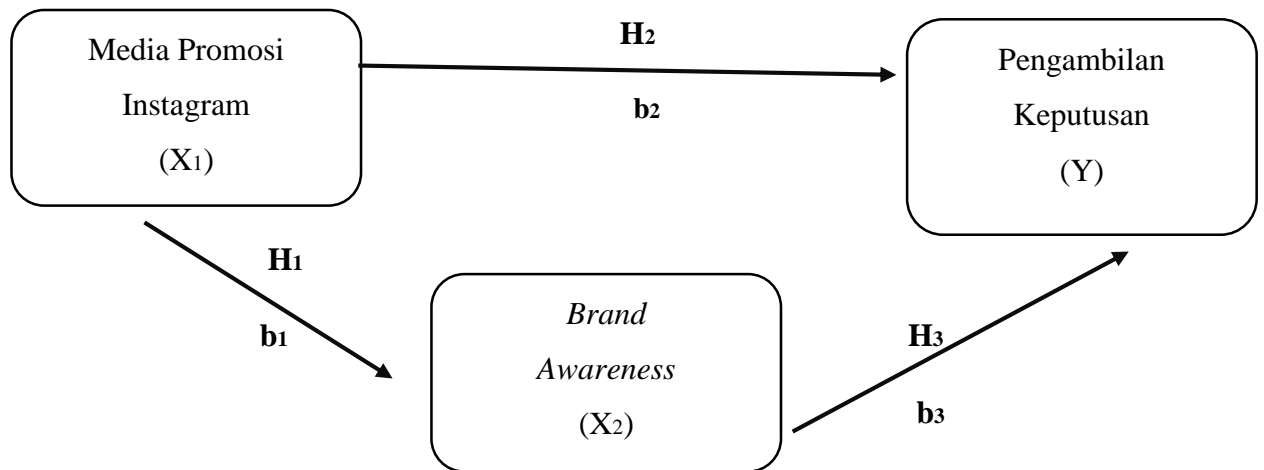 Media Promosi
Instagram
(X1)
H2
b2
Pengambilan
Keputusan
(Y)
H1
b1
Brand
Awareness
(X2)
H3
b3